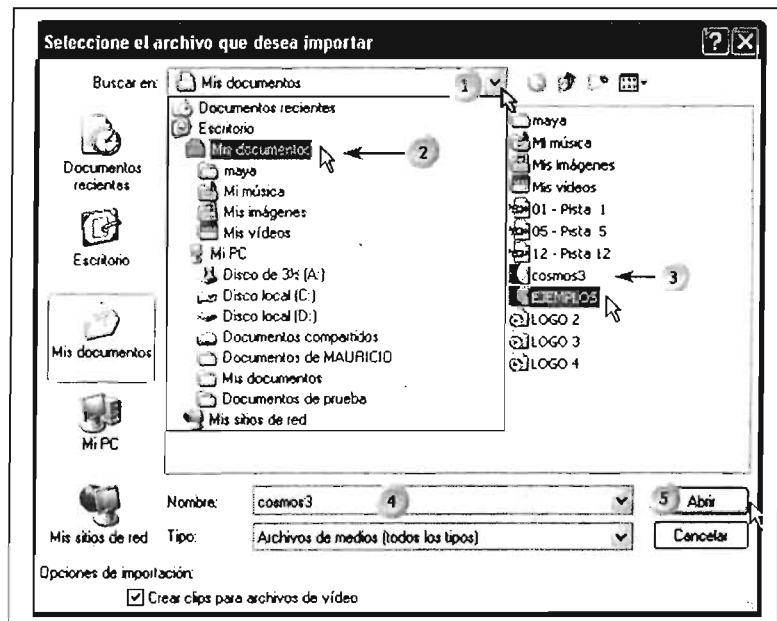 Seleccione el archivo que desea importar
Buscar en: Mis documentos 1
Documentos recientes
Escritorio
Mis documentos 2
maya
Mi música
Mis imágenes
Mis vídeos
Mi PC
Disco de 3½ (A:)
Disco local (C:)
Disco local (D:)
Documentos compartidos
Documentos de MAURICIO
Mis documentos
Documentos de prueba
Mis sitios de red
maya
Mi música
Mis imágenes
Mis vídeos
01 - Pista 1
05 - Pista 5
12 - Pista 12
cosmos3 3
EJEMPLOS
LOGO 2
LOGO 3
LOGO 4
Documentos
recientes
Escritorio
Mis documentos
Mi PC
Mis sitios de red
Nombre: cosmos3 4
5 Abrir
Tipo: Archivos de medios (todos los tipos)
Cancelar
Opciones de importación:
Crear clips para archivos de vídeo